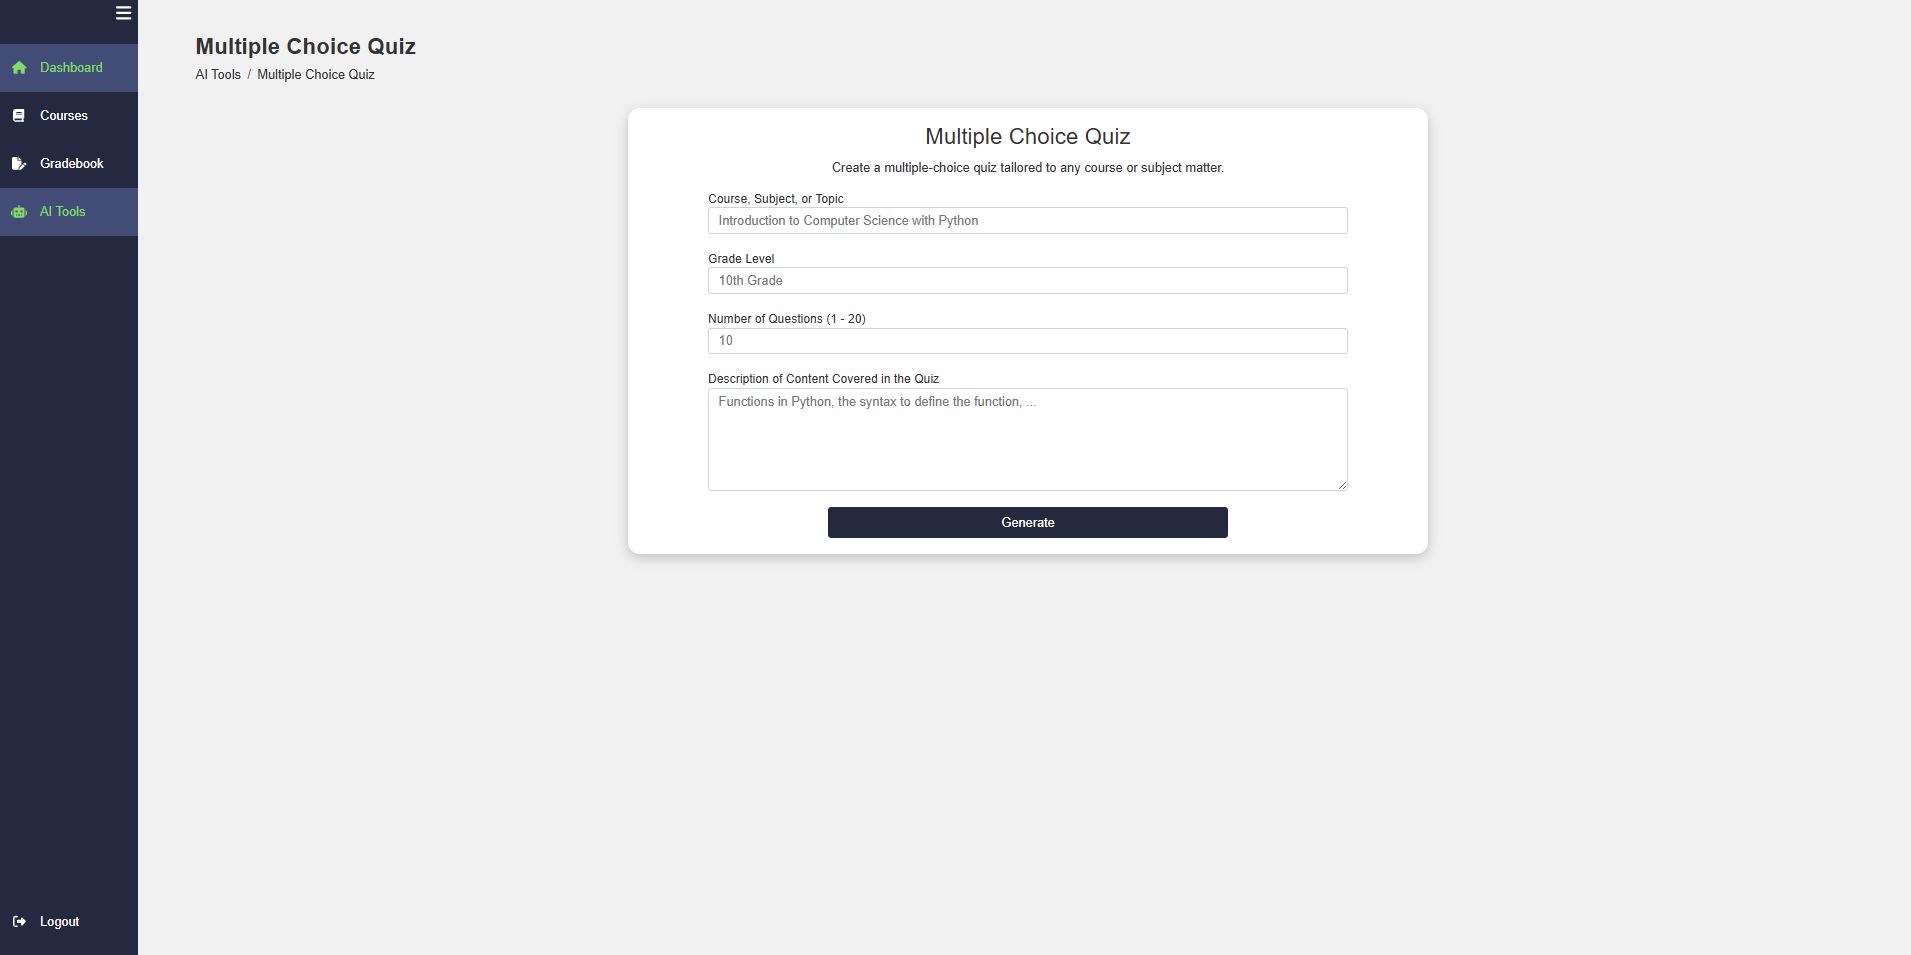 Dashboard
Courses
Gradebook
AI Tools
Logout
Multiple Choice Quiz
AI Tools / Multiple Choice Quiz
Multiple Choice Quiz
Create a multiple-choice quiz tailored to any course or subject matter.
Course, Subject, or Topic
Introduction to Computer Science with Python
Grade Level
10th Grade
Number of Questions (1 - 20)
10
Description of Content Covered in the Quiz
Functions in Python, the syntax to define the function, ...
Generate